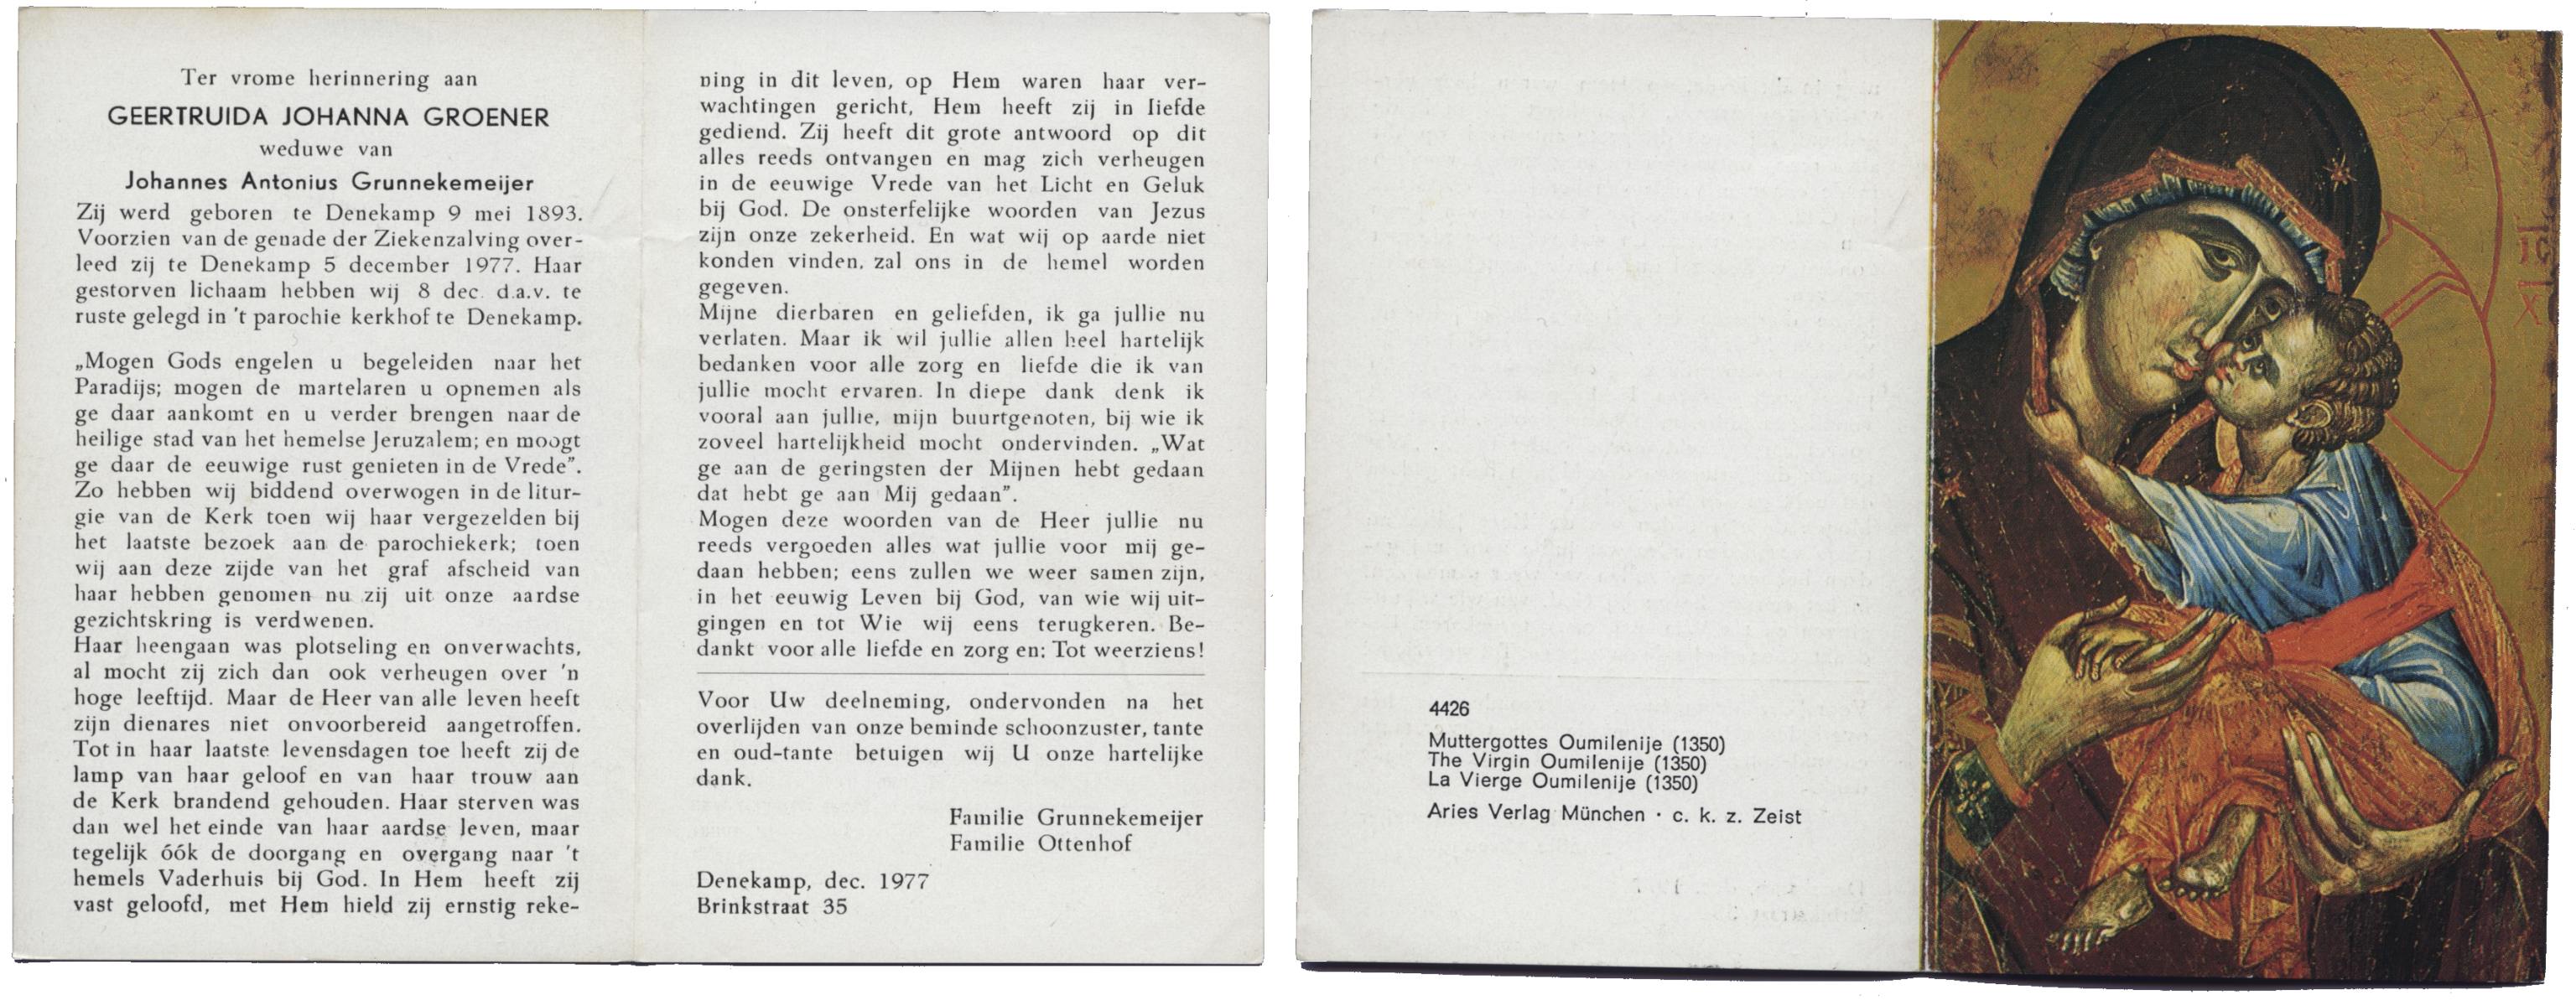 Ter vrome herinnering aan
GEERTRUIDA JOHANNA GROENER
weduwe van
Johannes Antonius Grunnekemeijer
Zij werd geboren te Denekamp 9 mei 1893.
Voorzien van de genade der Ziekenzalving over-
leed zij te Denekamp 5 december 1977. Haar
gestorven lichaam hebben wij 8 dec. d.a.v. te
ruste gelegd in 't parochie kerkhof te Denekamp.
„Mogen Gods engelen u begeleiden naar het
Paradijs; mogen de martelaren u opnemen als
ge daar aankomt en u verder brengen naar de
heilige stad van het hemelse Jeruzalem; en moogt
ge daar de eeuwige rust genieten in de Vrede”.
Zo hebben wij biddend overwogen in de litur-
gie van de Kerk toen wij haar vergezelden bij
het laatste bezoek aan de parochiekerk; toen
wij aan deze zijde van het graf afscheid van
haar hebben genomen nu zij uit onze aardse
gezichtskring is verdwenen.
Haar heengaan was plotseling en onverwachts,
al mocht zij zich dan ook verheugen over 'n
hoge leeftijd. Maar de Heer van alle leven heeft
zijn dienares niet onvoorbereid aangetroffen.
Tot in haar laatste levensdagen toe heeft zij de
lamp van haar geloof en van haar trouw aan
de Kerk brandend gehouden. Haar sterven was
dan wel het einde van haar aardse leven, maar
tegelijk óók de doorgang en overgang naar 't
hemels Vaderhuis bij God. In Hem heeft zij
vast geloofd, met Hem hield zij ernstig reke-
ning in dit leven, op Hem waren haar ver-
wachtingen gericht, Hem heeft zij in liefde
gediend. Zij heeft dit grote antwoord op dit
alles reeds ontvangen en mag zich verheugen
in de eeuwige Vrede van het Licht en Geluk
bij God. De onsterfelijke woorden van Jezus
zijn onze zekerheid. En wat wij op aarde niet
konden vinden, zal ons in de hemel worden
gegeven.
Mijne dierbaren en geliefden, ik ga jullie nu
verlaten. Maar ik wil jullie allen heel hartelijk
bedanken voor alle zorg en liefde die ik van
jullie mocht ervaren. In diepe dank denk ik
vooral aan jullie, mijn buurtgenoten, bij wie ik
zoveel hartelijkheid mocht ondervinden. „Wat
ge aan de geringsten der Mijnen hebt gedaan
dat hebt ge aan Mij gedaan”.
Mogen deze woorden van de Heer jullie nu
reeds vergoeden alles wat jullie voor mij ge-
daan hebben; eens zullen we weer samen zijn,
in het eeuwig Leven bij God, van wie wij uit-
gingen en tot Wie wij eens terugkeren. Be-
dankt voor alle liefde en zorg en: Tot weerziens!
Voor Uw deelneming, ondervonden na het
overlijden van onze beminde schoonzuster, tante
en oud-tante betuigen wij U onze hartelijke
dank.
Familie Grunnekemeijer
Familie Ottenhof
Denekamp, dec. 1977
Brinkstraat 35
4426
Muttergottes Oumilenije (1350)
The Virgin Oumilenije (1350)
La Vierge Oumilenije (1350)
Aries Verlag München · c. k. z. Zeist
IC
X